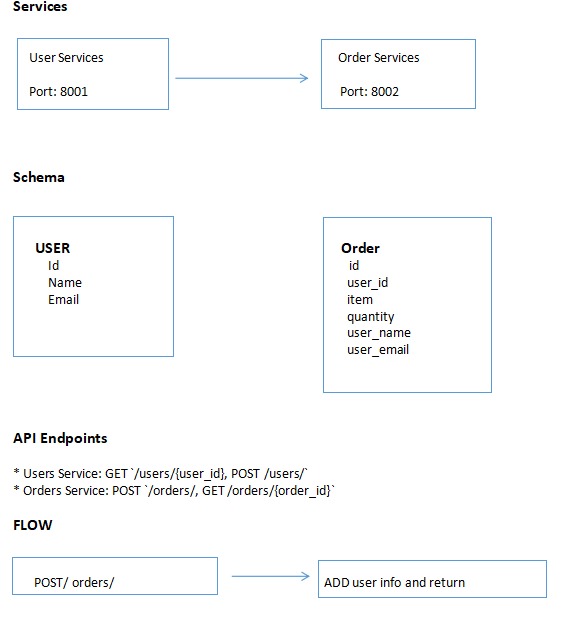 Services
User Services
Order Services
Port: 8001
Port: 8002
Schema
USER
Id
Name
Email
Order
id
user_id
item
quantity
user_name
user_email
API Endpoints
* Users Service: GET `/users/{user_id}, POST /users/`
* Orders Service: POST `/orders/, GET /orders/{order_id}`
FLOW
POST/ orders/
ADD user info and return